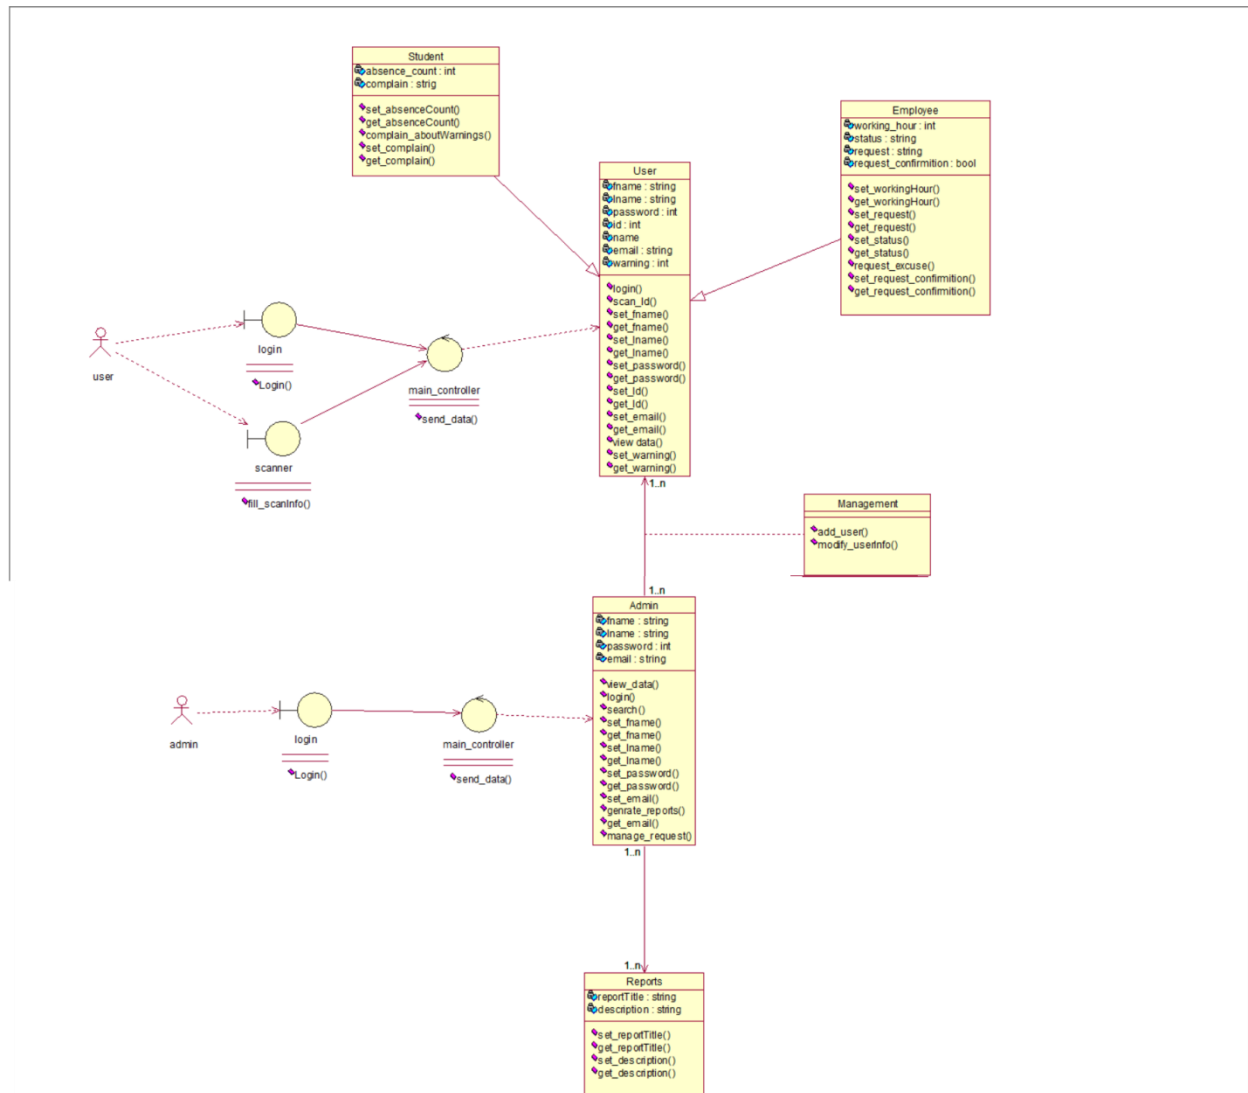 Student
absence_count : int
complain : strig
set_absenceCount()
get_absenceCount()
complain_aboutWarnings()
set_complain()
get_complain()
Employee
working_hour : int
status : string
request : string
request_confirmition : bool
set_workingHour()
get_workingHour()
set_request()
get_request()
set_status()
get_status()
request_excuse()
set_request_confirmition()
get_request_confirmition()
User
fname : string
lname : string
password : int
id : int
name
email : string
warning : int
login()
scan_Id()
set_fname()
get_fname()
set_lname()
get_lname()
set_password()
get_password()
set_Id()
get_Id()
set_email()
get_email()
view data()
set_warning()
get_warning()
user
login
Login()
scanner
fill_scanInfo()
main_controller
send_data()
1..n
Management
add_user()
modify_userInfo()
1..n
Admin
fname : string
lname : string
password : int
email : string
view_data()
login()
search()
set_fname()
get_fname()
set_lname()
get_lname()
set_password()
get_password()
set_email()
genrate_reports()
get_email()
manage_request()
admin
login
Login()
main_controller
send_data()
1..n
1..n
Reports
reportTitle : string
description : string
set_reportTitle()
get_reportTitle()
set_description()
get_description()